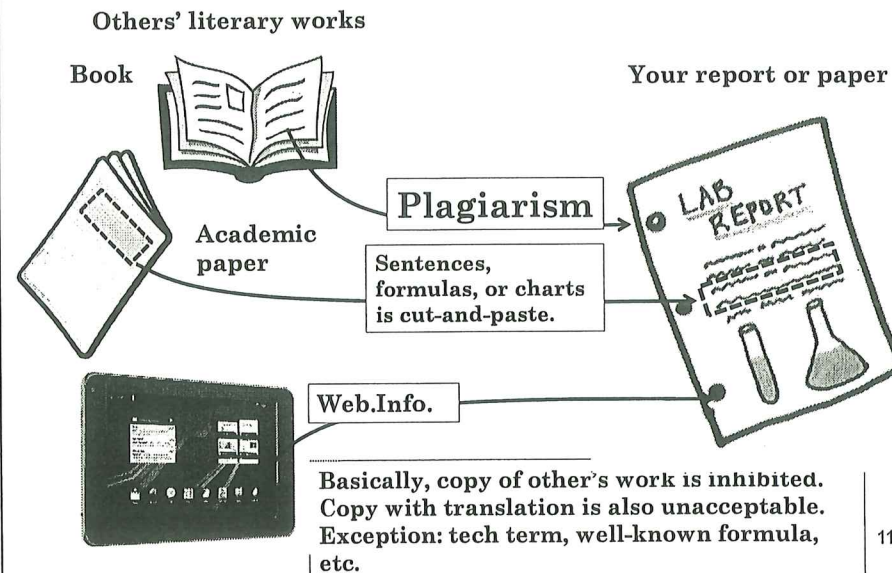 Others' literary works
Book
Your report or paper
Plagiarism
LAB
REPORT
Academic
paper
Sentences,
formulas, or charts
is cut-and-paste.
Web.Info.
Basically, copy of other's work is inhibited.
Copy with translation is also unacceptable.
Exception: tech term, well-known formula,
etc.
11